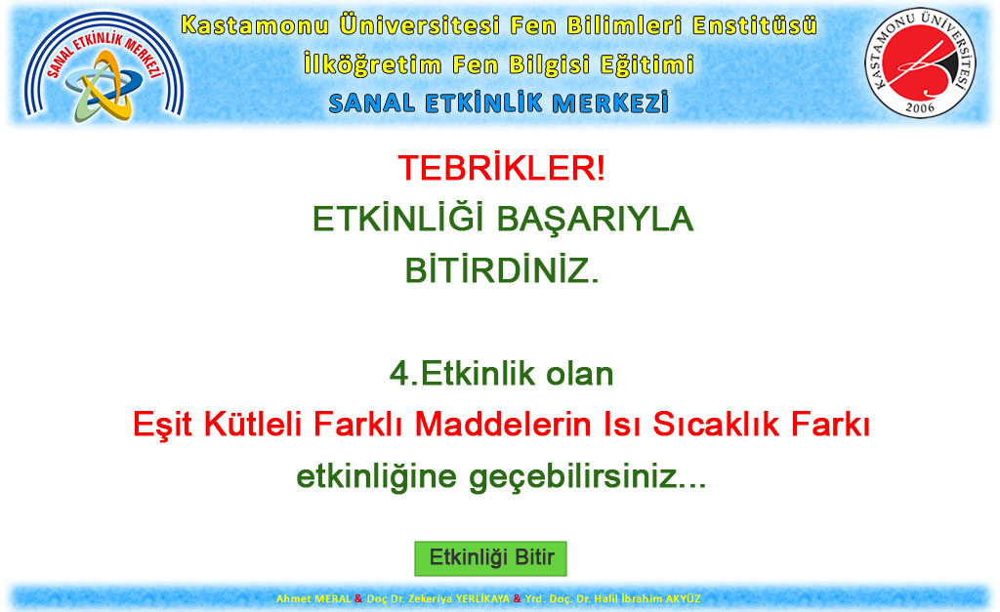 SANAL ETKİNLİK MERKEZİ
Kastamonu Üniversitesi Fen Bilimleri Enstitüsü
İlköğretim Fen Bilgisi Eğitimi
SANAL ETKİNLİK MERKEZİ
KASTAMONU ÜNİVERSİTESİ
2006
TEBRİKLER!
ETKİNLİĞİ BAŞARIYLA
BİTİRDİNİZ.
4.Etkinlik olan
Eşit Kütleli Farklı Maddelerin Isı Sıcaklık Farkı
etkinliğine geçebilirsiniz...
Etkinliği Bitir
Ahmet MERAL & Doç Dr. Zekeriya YERLİKAYA & Yrd. Doç. Dr. Halil İbrahim AKYÜZ